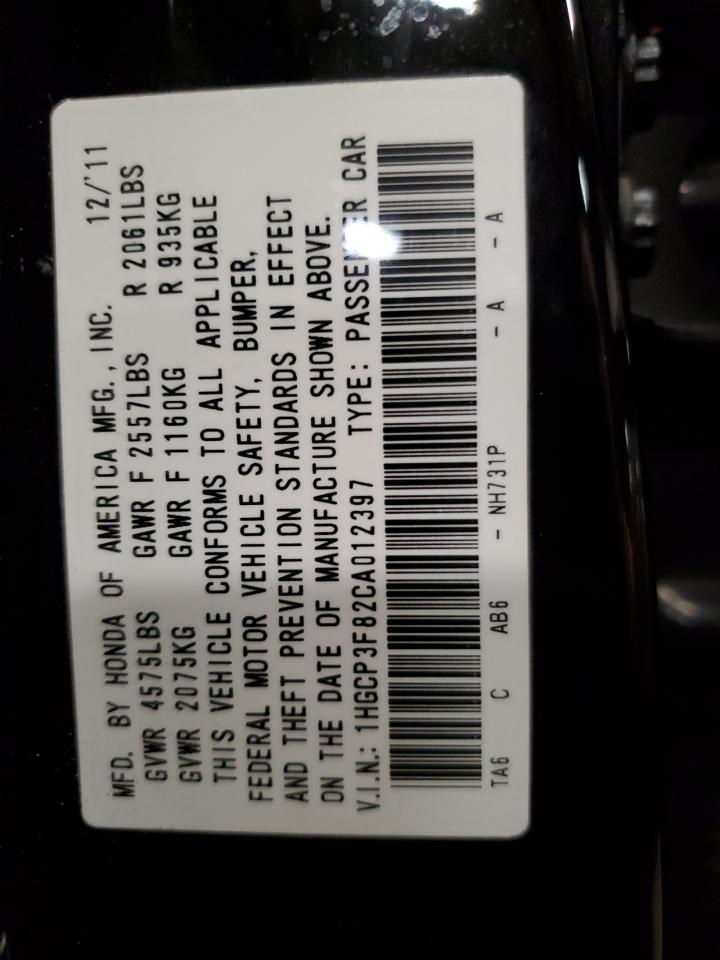 MFD. BY HONDA OF AMERICA MFG., INC. 12/'11
GVWR 4575LBS GAWR F 2557LBS R 2061LBS
GVWR 2075KG GAWR F 1160KG R 935KG
THIS VEHICLE CONFORMS TO ALL APPLICABLE
FEDERAL MOTOR VEHICLE SAFETY, BUMPER,
AND THEFT PREVENTION STANDARDS IN EFFECT
ON THE DATE OF MANUFACTURE SHOWN ABOVE.
V.I.N.: 1HGCP3F82CA012397 TYPE: PASSENGER CAR
TA6 C AB6 - NH731P - A - A